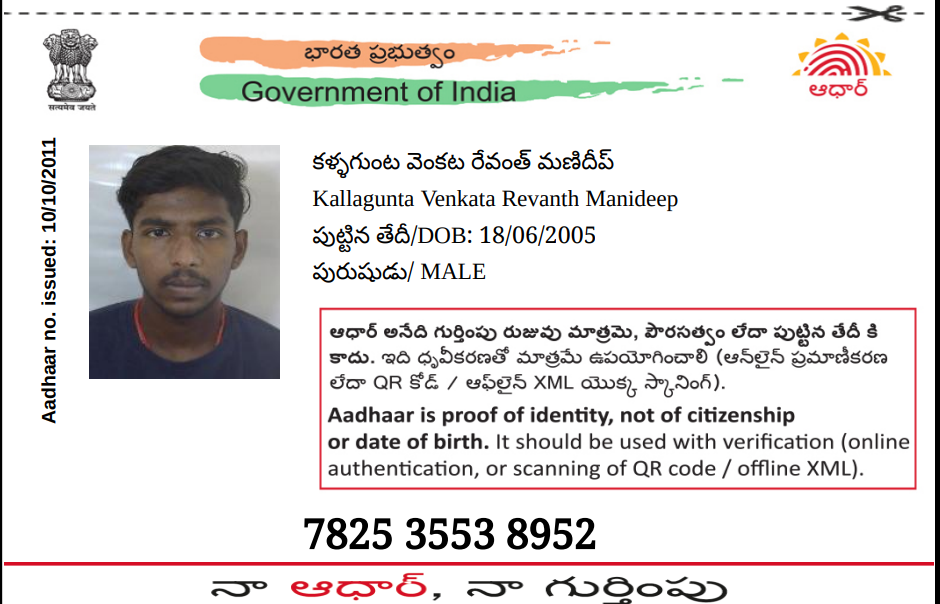 భారత ప్రభుత్వం
Government of India
सत्यमेव जयते
ఆధార్
Aadhaar no. issued: 10/10/2011
కళ్ళగుంట వెంకట రేవంత్ మణిదీప్
Kallagunta Venkata Revanth Manideep
పుట్టిన తేదీ/DOB: 18/06/2005
పురుషుడు/ MALE
ఆధార్ అనేది గుర్తింపు రుజువు మాత్రమె, పౌరసత్వం లేదా పుట్టిన తేదీ కి
కాదు. ఇది ధృవీకరణతో మాత్రమే ఉపయోగించాలి (ఆన్‌లైన్ ప్రమాణీకరణ
లేదా QR కోడ్ / ఆఫ్‌లైన్ XML యొక్క స్కానింగ్).
Aadhaar is proof of identity, not of citizenship
or date of birth. It should be used with verification (online
authentication, or scanning of QR code / offline XML).
7825 3553 8952
నా ఆధార్, నా గుర్తింపు